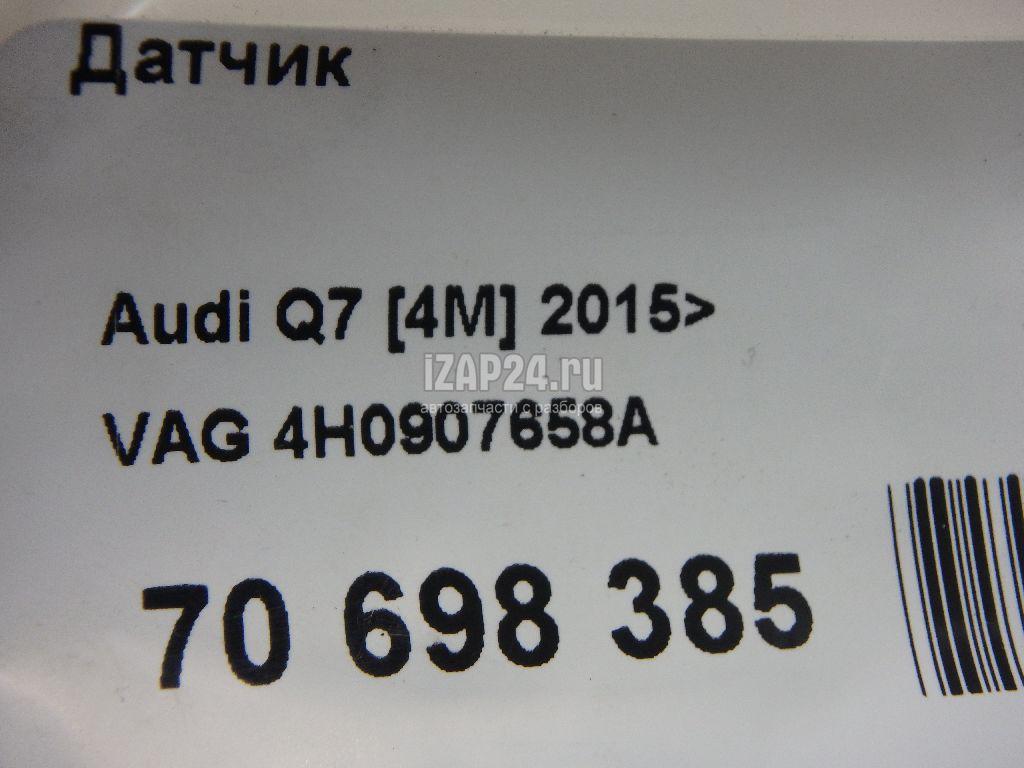 Датчик
Audi Q7 [4M] 2015>
iZAP24.ru
автозапчасти с разборов
VAG 4H0907658A
70 698 385